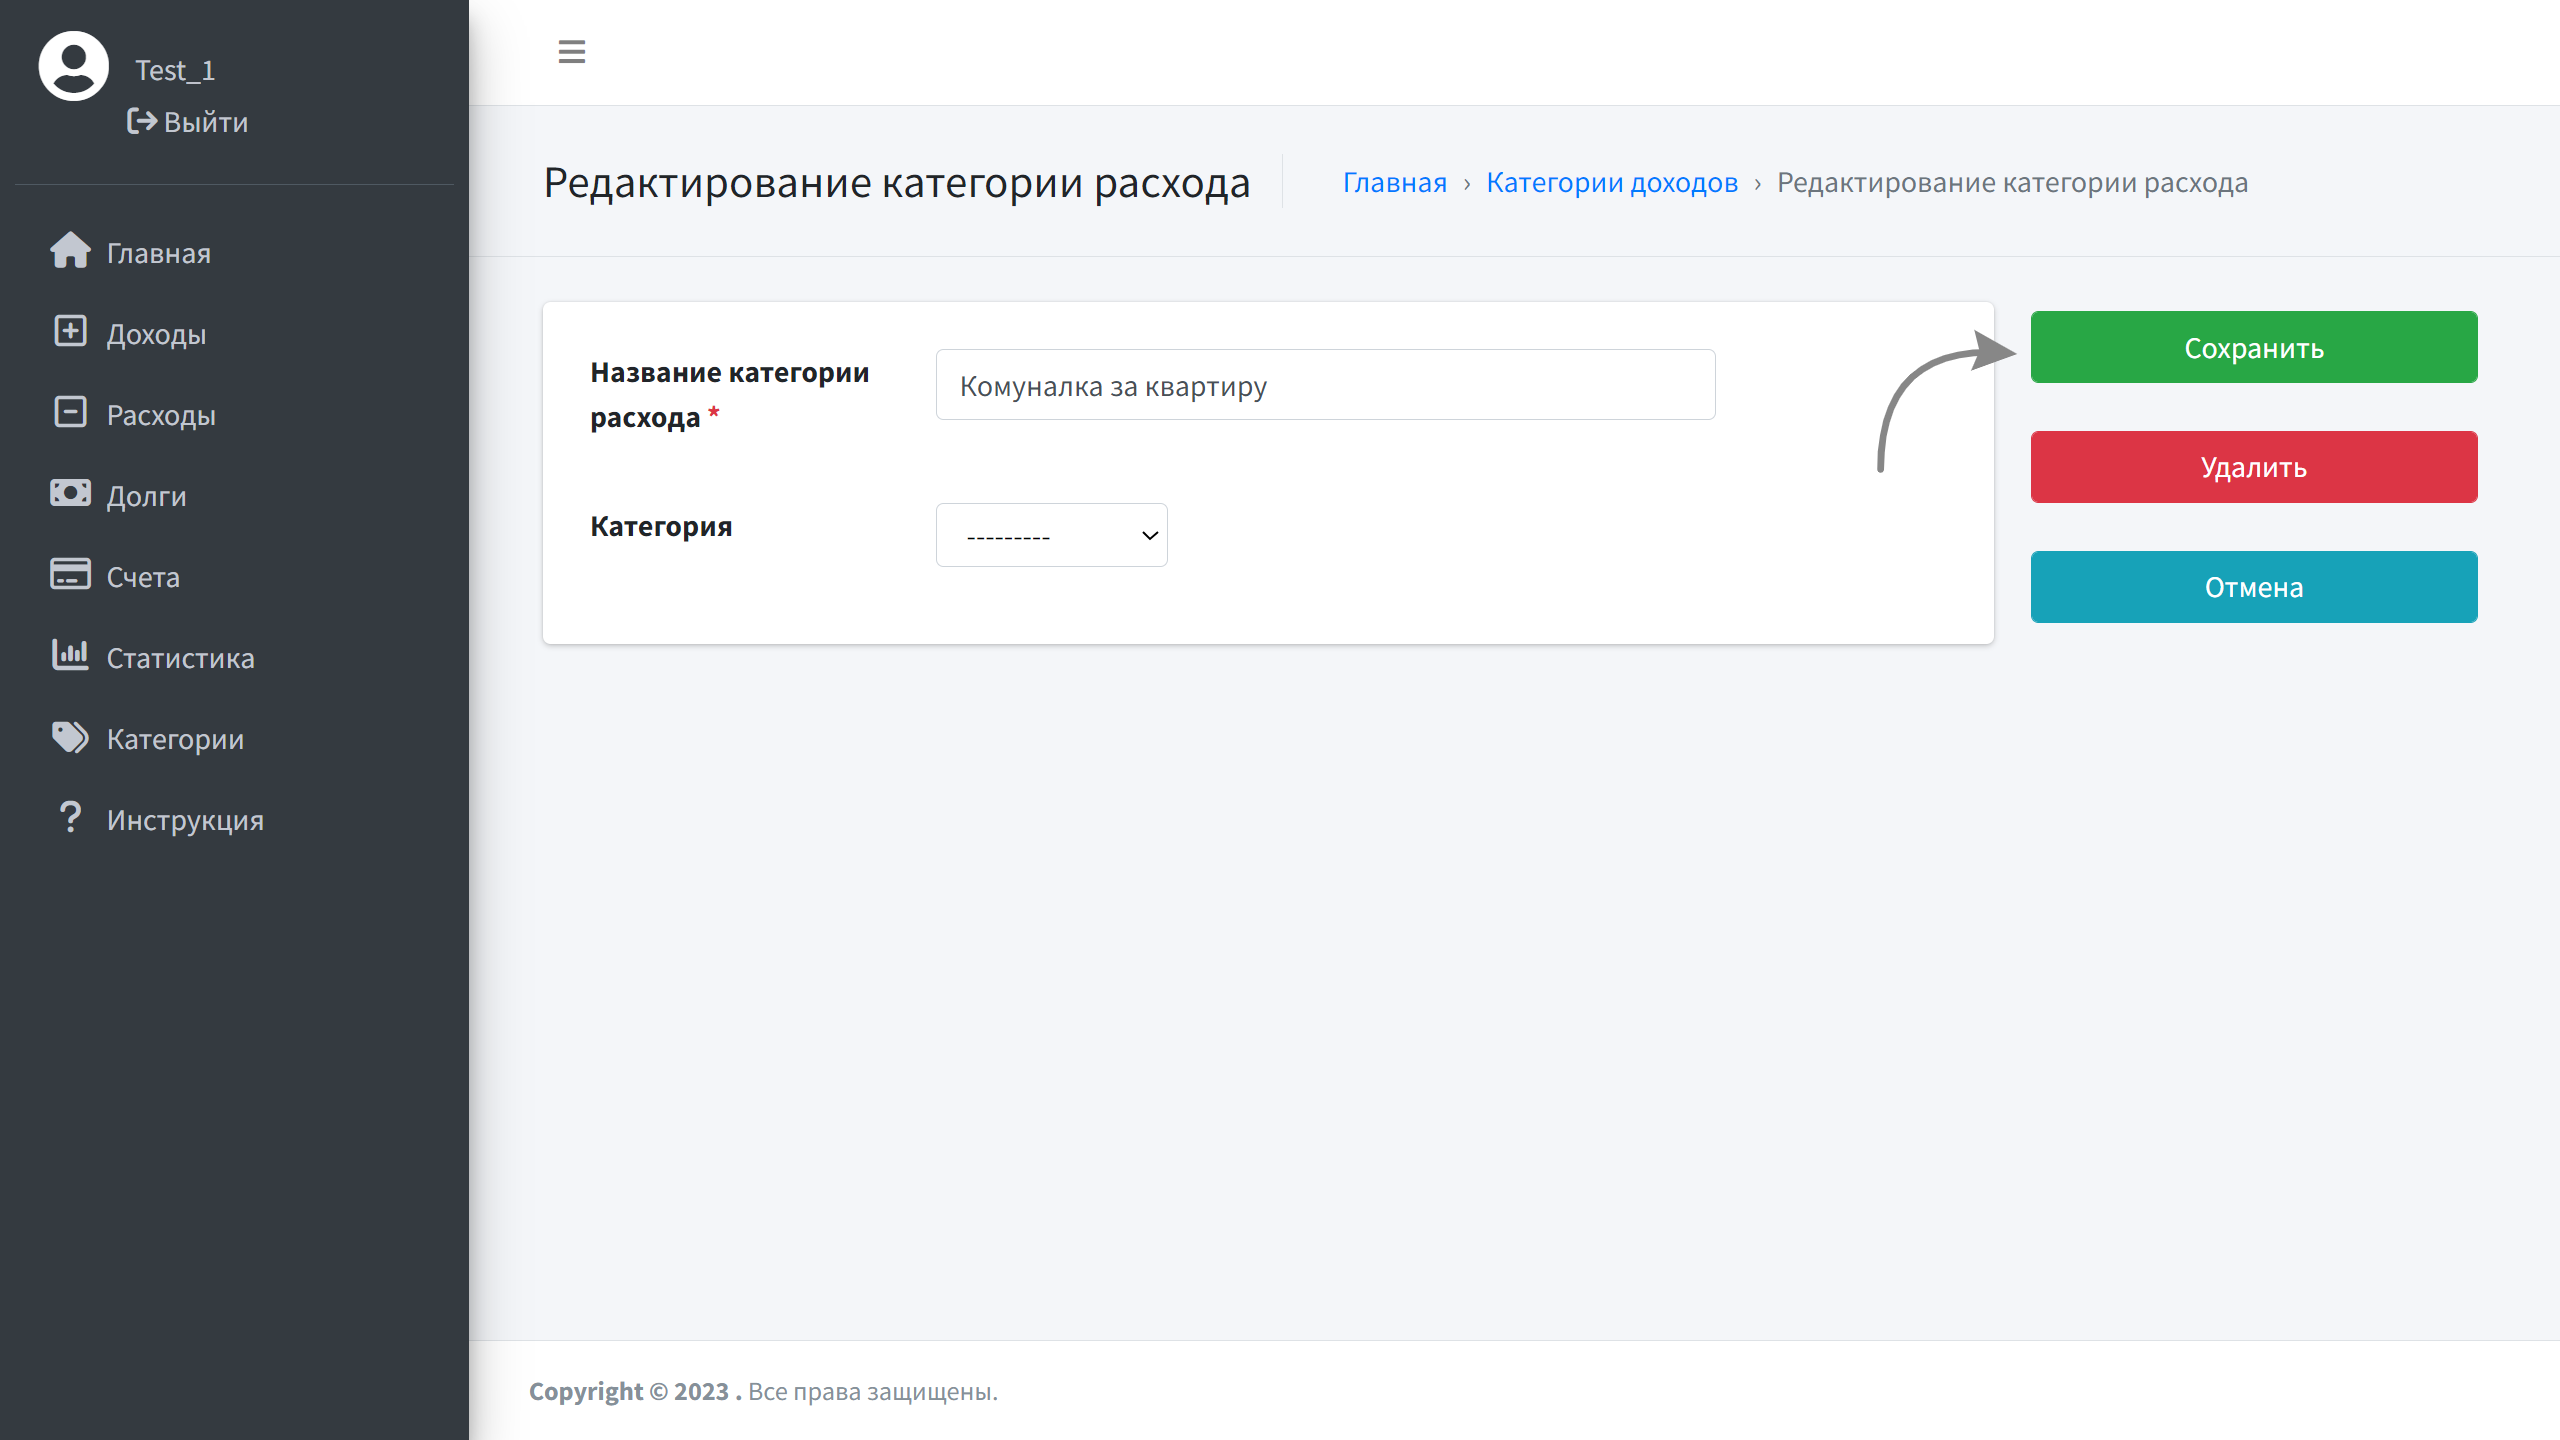 Test_1
Выйти
Главная
Доходы
Расходы
Долги
Счета
Статистика
Категории
Инструкция
Редактирование категории расхода
Главная › Категории доходов › Редактирование категории расхода
Название категории
расхода *
Комуналка за квартиру
Категория
---------
Сохранить
Удалить
Отмена
Copyright © 2023 . Все права защищены.